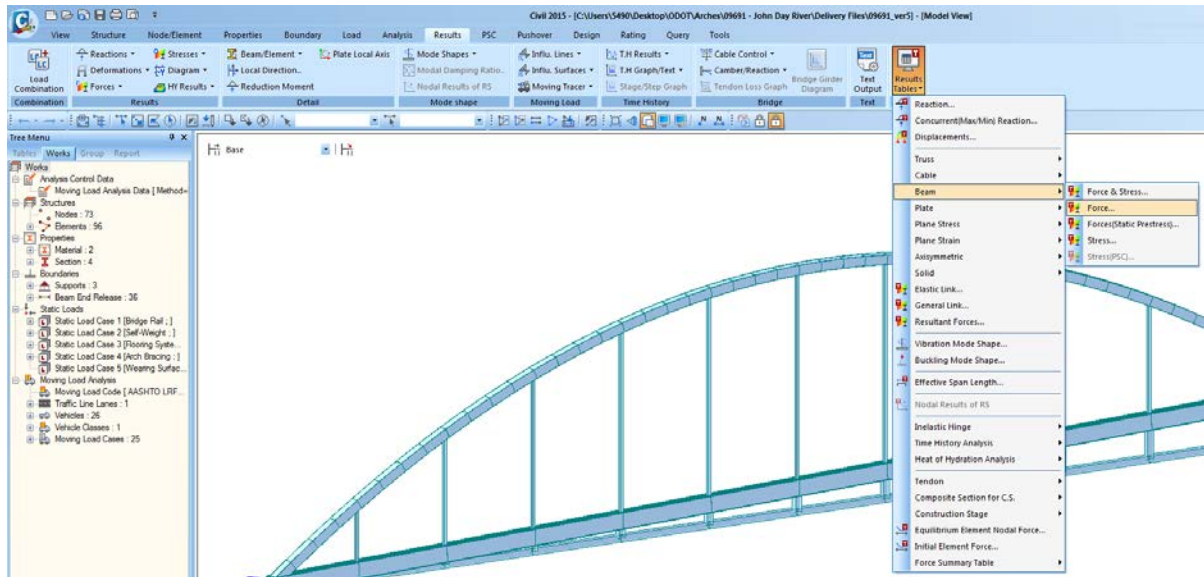 Civil 2015 - [C:\Users\5490\Desktop\ODOT\Arches\09691 - John Day River\Delivery Files\09691_ver5] - [Model View]
View Structure Node/Element Properties Boundary Load Analysis Results PSC Pushover Design Rating Query Tools
Load Combination
Combination
Reactions
Deformations
Forces
Stresses
Diagram
HY Results
Results
Beam/Element
Local Direction...
Reduction Moment
Plate Local Axis
Detail
Mode Shapes
Modal Damping Ratio..
Nodal Results of RS
Mode shape
Influ. Lines
Influ. Surfaces
Moving Tracer
Moving Load
T.H Results
T.H Graph/Text
Stage/Step Graph
Time History
Cable Control
Camber/Reaction
Tendon Loss Graph
Bridge Girder Diagram
Bridge
Text Output
Text
Results Tables
Tree Menu
Tables Works Group Report
Base
Works
Analysis Control Data
Moving Load Analysis Data [ Method=
Structures
Nodes : 73
Elements : 96
Properties
Material : 2
Section : 4
Boundaries
Supports : 3
Beam End Release : 36
Static Loads
Static Load Case 1 [Bridge Rail ; ]
Static Load Case 2 [Self-Weight ; ]
Static Load Case 3 [Flooring Syste...
Static Load Case 4 [Arch Bracing ; ]
Static Load Case 5 [Wearing Surfac...
Moving Load Analysis
Moving Load Code [ AASHTO LRF...
Traffic Line Lanes : 1
Vehicles : 26
Vehicle Classes : 1
Moving Load Cases : 25
Reaction...
Concurrent(Max/Min) Reaction...
Displacements...
Truss
Cable
Beam
Plate
Plane Stress
Plane Strain
Axisymmetric
Solid
Elastic Link...
General Link...
Resultant Forces...
Vibration Mode Shape...
Buckling Mode Shape...
Effective Span Length...
Nodal Results of RS
Inelastic Hinge
Time History Analysis
Heat of Hydration Analysis
Tendon
Composite Section for C.S.
Construction Stage
Equilibrium Element Nodal Force...
Initial Element Force...
Force Summary Table
Force & Stress...
Force...
Forces(Static Prestress)...
Stress...
Stress(PSC)...